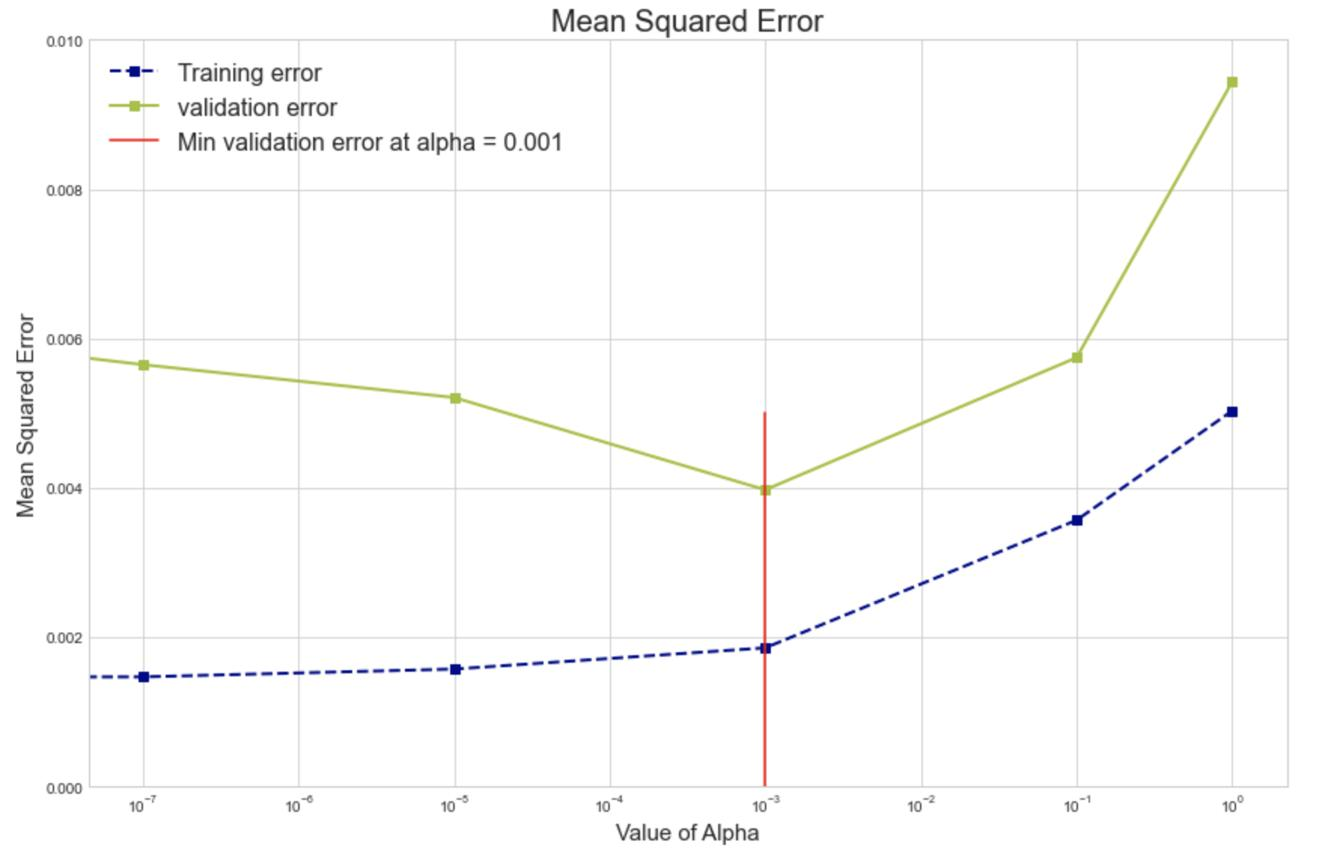 Mean Squared Error
0.010
Training error
validation error
Min validation error at alpha = 0.001
0.008
0.006
0.004
0.002
0.000
Mean Squared Error
10⁻⁷ 10⁻⁶ 10⁻⁵ 10⁻⁴ 10⁻³ 10⁻² 10⁻¹ 10⁰
Value of Alpha